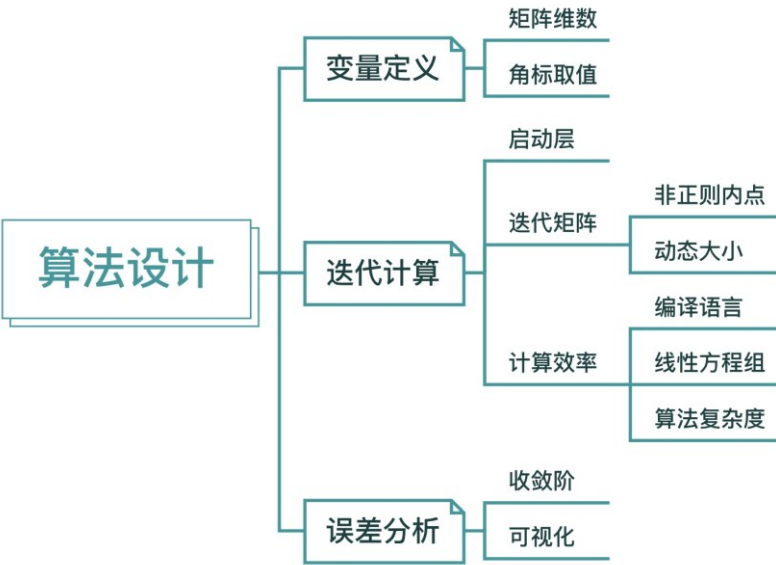 算法设计
变量定义
矩阵维数
角标取值
迭代计算
启动层
迭代矩阵
非正则内点
动态大小
计算效率
编译语言
线性方程组
算法复杂度
误差分析
收敛阶
可视化